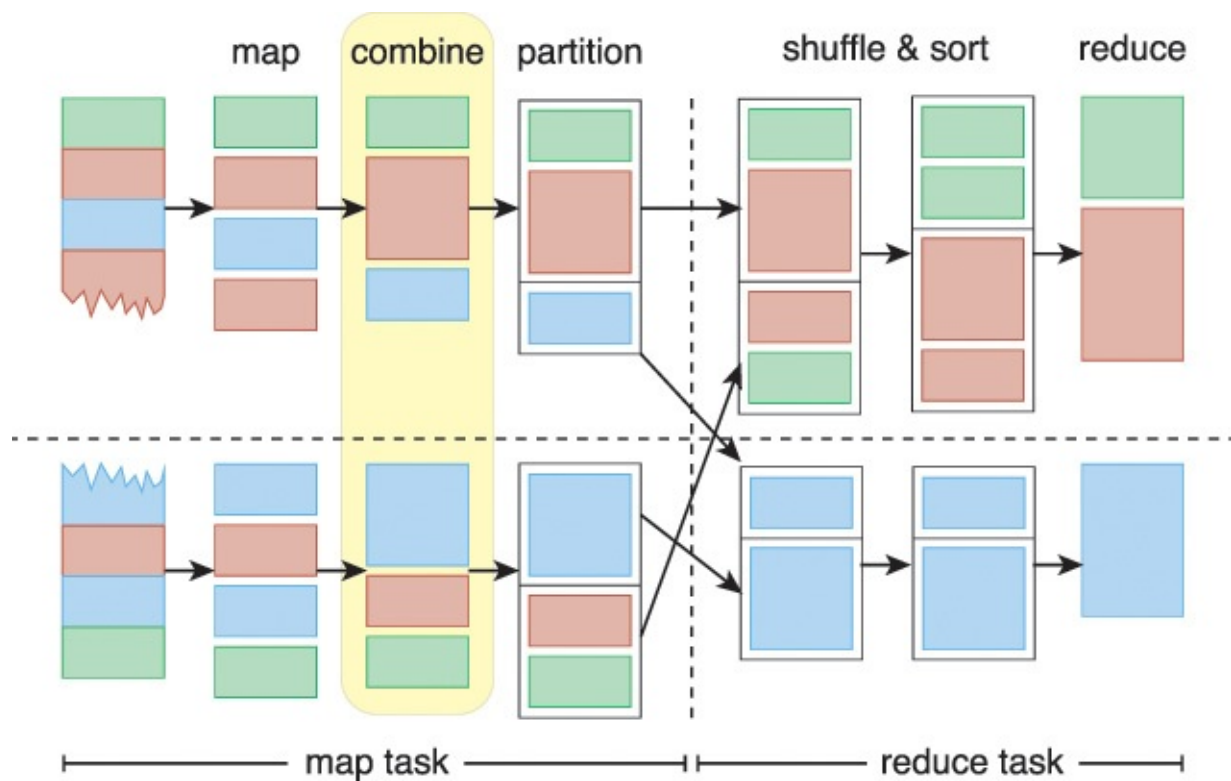 map
combine
partition
shuffle & sort
reduce
map task
reduce task